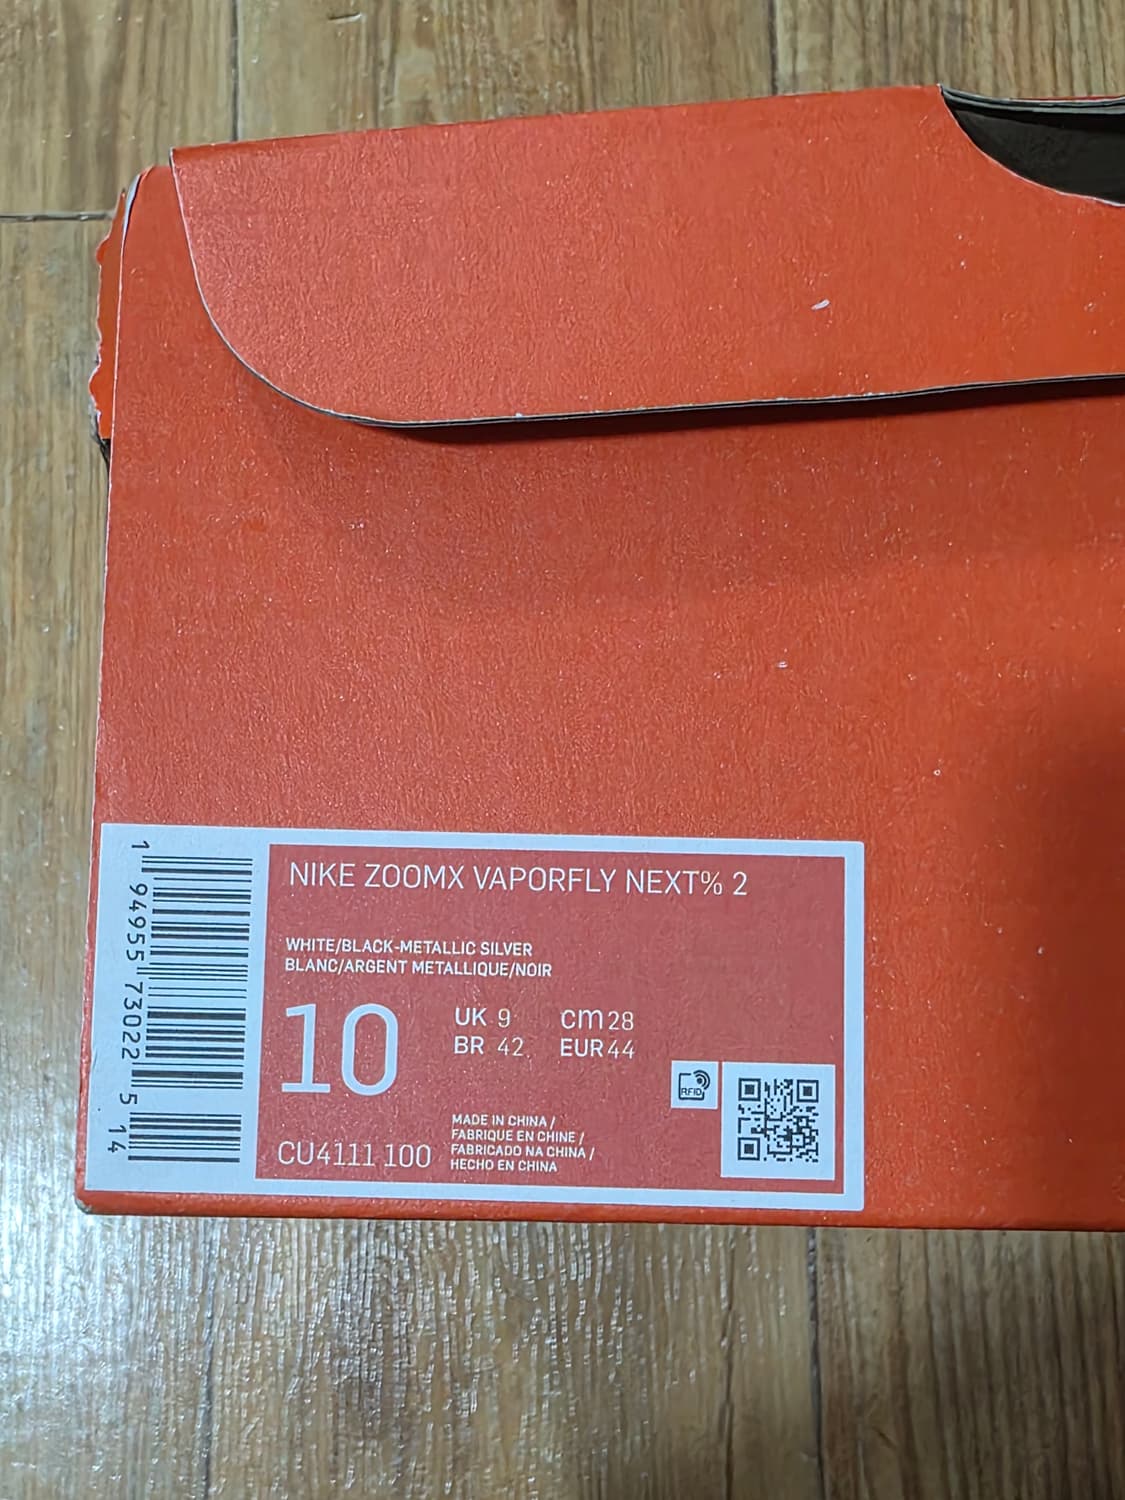 NIKE ZOOMX VAPORFLY NEXT% 2
WHITE/BLACK-METALLIC SILVER
BLANC/ARGENT METALLIQUE/NOIR
10
UK 9 cm 28
BR 42 EUR 44
CU4111 100
MADE IN CHINA /
FABRIQUE EN CHINE /
FABRICADO NA CHINA /
HECHO EN CHINA
RFID
1 94955 73022 5 14